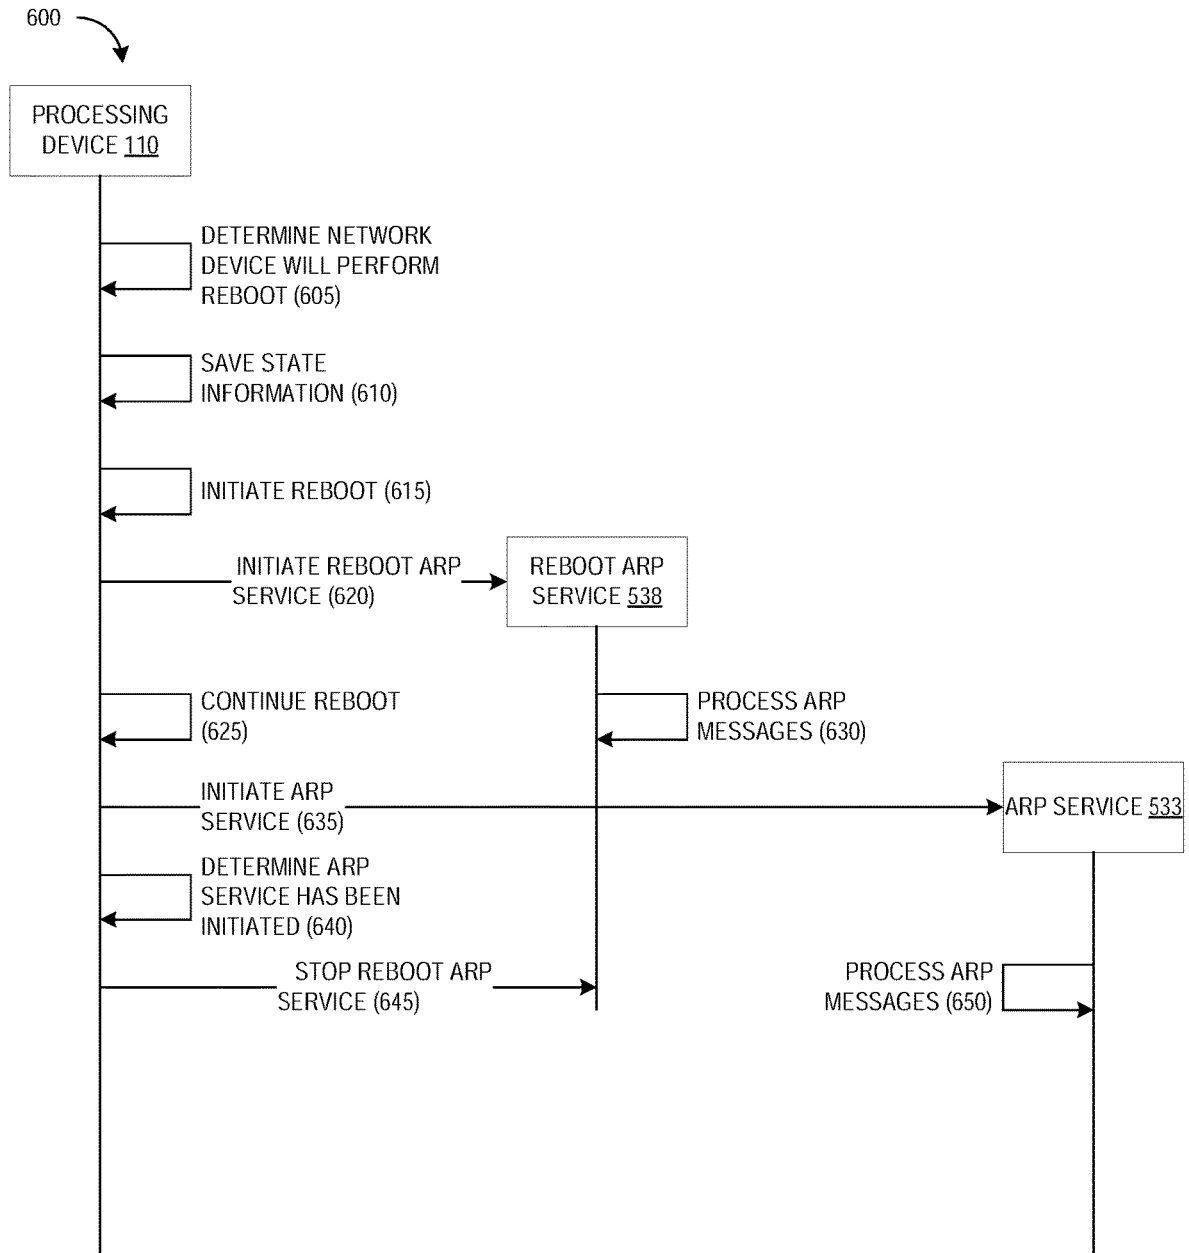 600
PROCESSING
DEVICE 110
DETERMINE NETWORK
DEVICE WILL PERFORM
REBOOT (605)
SAVE STATE
INFORMATION (610)
INITIATE REBOOT (615)
INITIATE REBOOT ARP
SERVICE (620)
REBOOT ARP
SERVICE 538
CONTINUE REBOOT
(625)
PROCESS ARP
MESSAGES (630)
INITIATE ARP
SERVICE (635)
ARP SERVICE 533
DETERMINE ARP
SERVICE HAS BEEN
INITIATED (640)
STOP REBOOT ARP
SERVICE (645)
PROCESS ARP
MESSAGES (650)